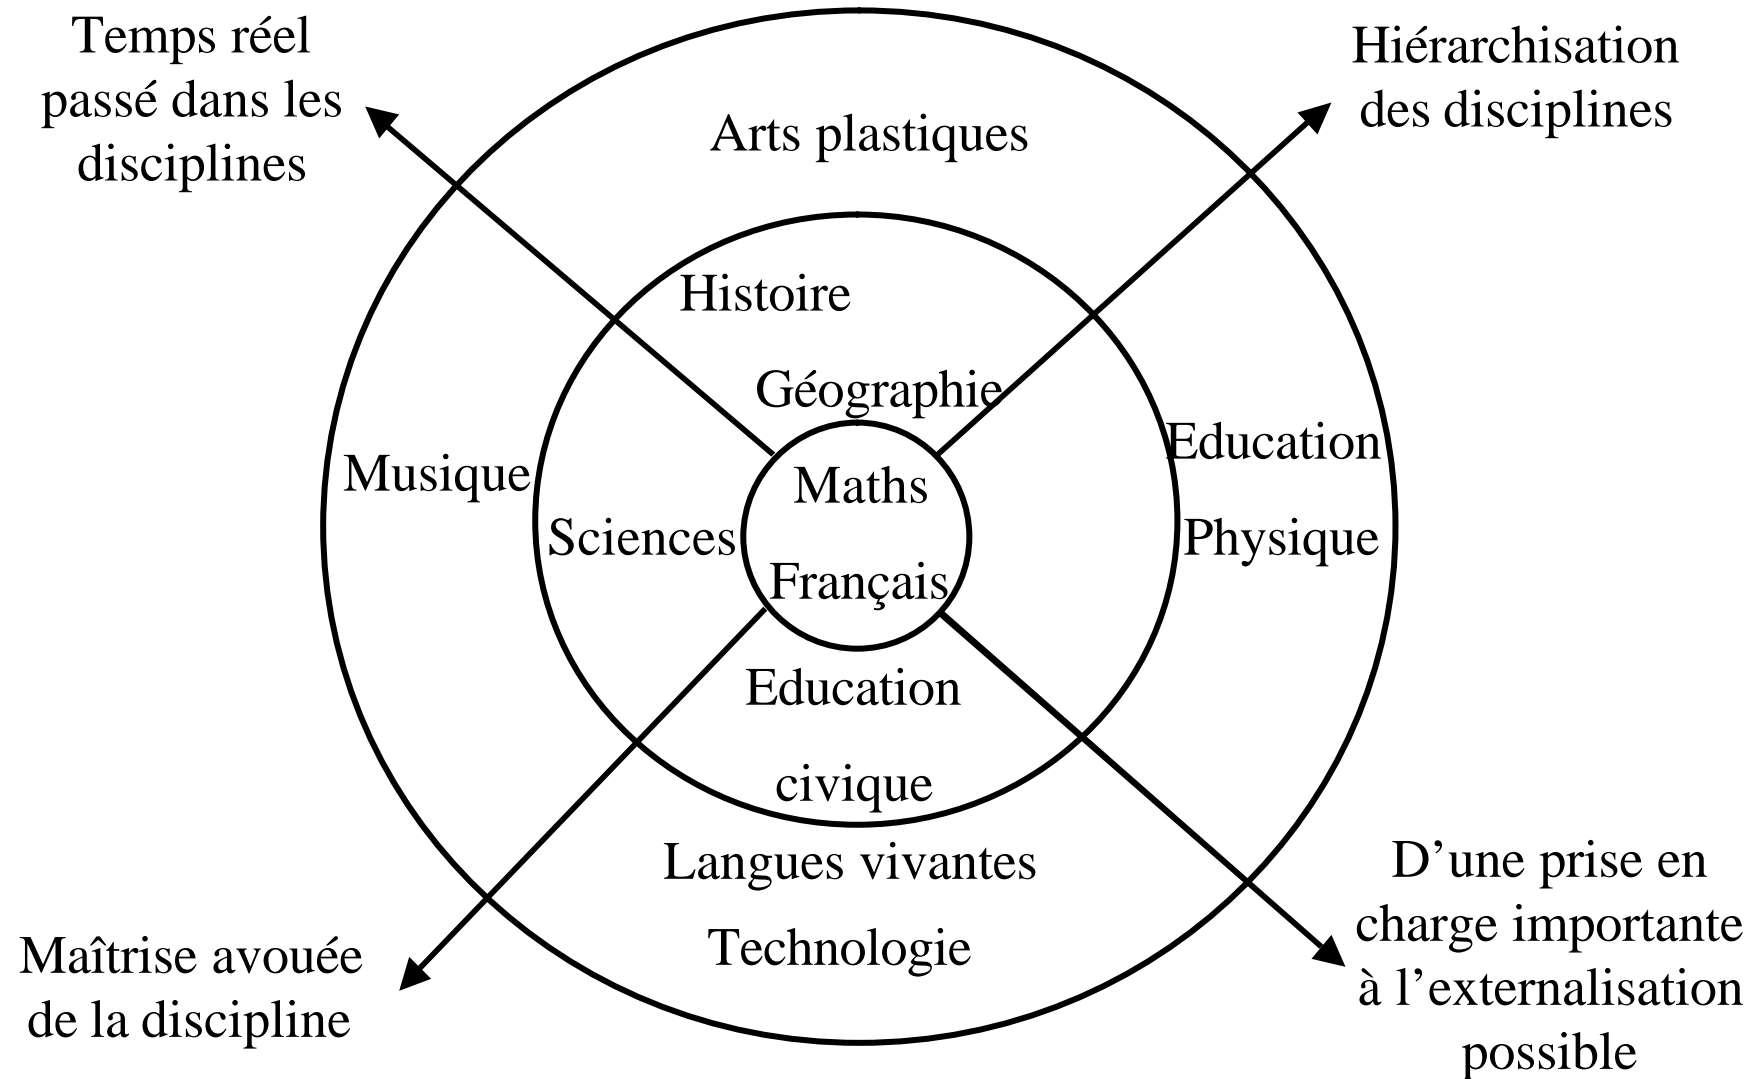 Temps réel
passé dans les
disciplines
Hiérarchisation
des disciplines
Arts plastiques
Histoire
Géographie
Musique
Sciences
Maths
Français
Education
Physique
Education
civique
Langues vivantes
Technologie
Maîtrise avouée
de la discipline
D’une prise en
charge importante
à l’externalisation
possible